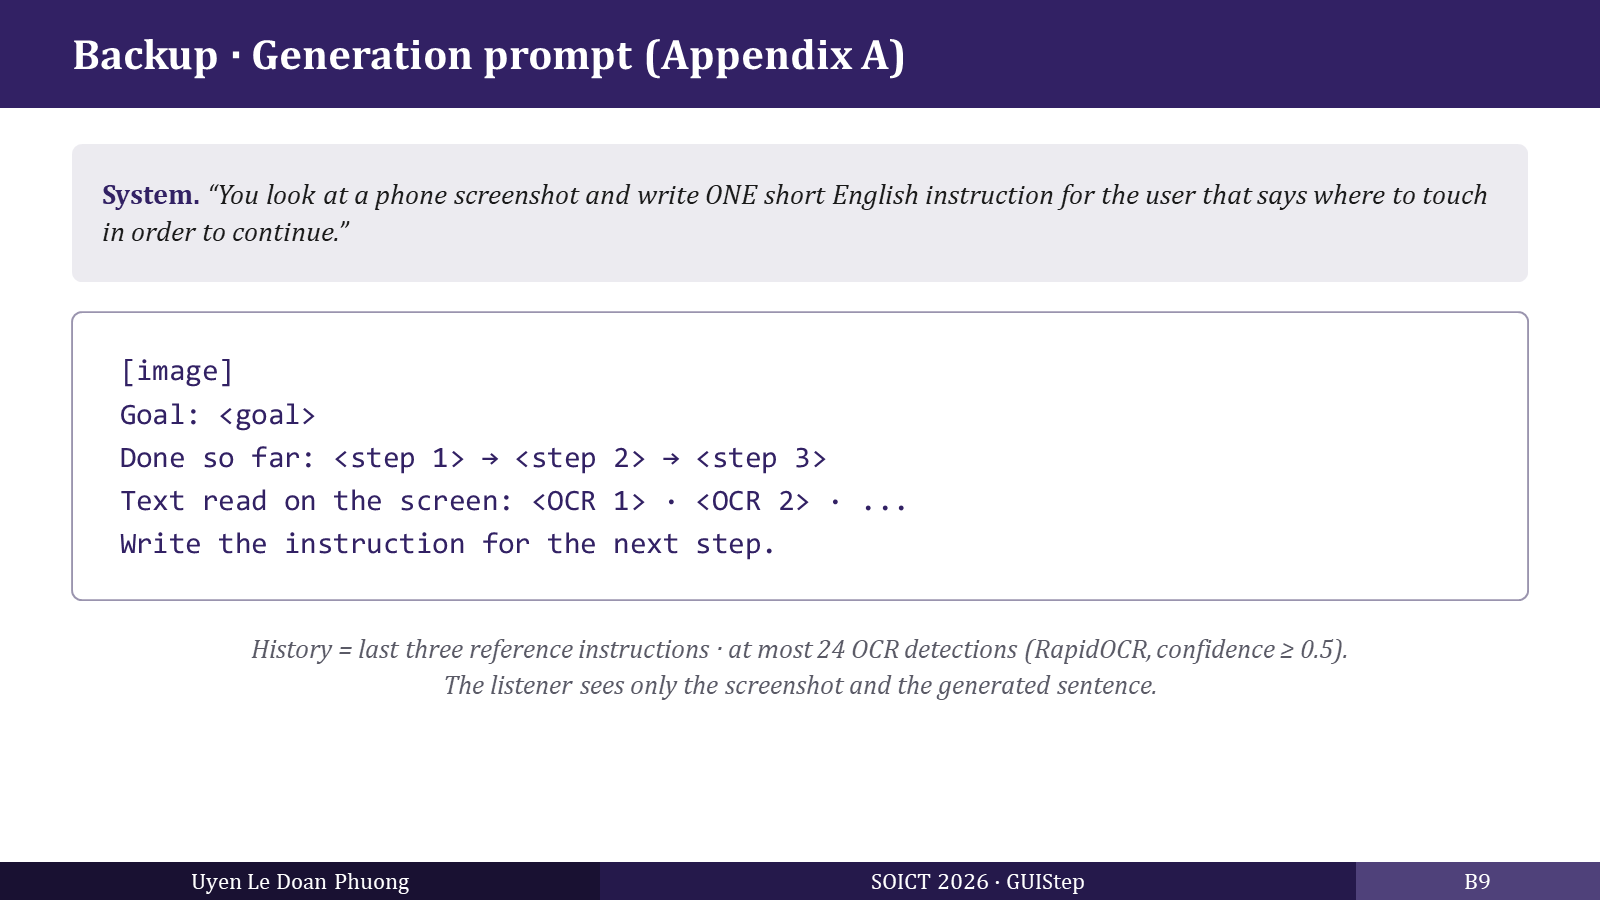 Backup · Generation prompt (Appendix A)
System. “You look at a phone screenshot and write ONE short English instruction for the user that says where to touch
in order to continue.”
[image]
Goal: <goal>
Done so far: <step 1> → <step 2> → <step 3>
Text read on the screen: <OCR 1> · <OCR 2> · ...
Write the instruction for the next step.
History = last three reference instructions · at most 24 OCR detections (RapidOCR, confidence ≥ 0.5).
The listener sees only the screenshot and the generated sentence.
Uyen Le Doan Phuong
SOICT 2026 · GUIStep
B9